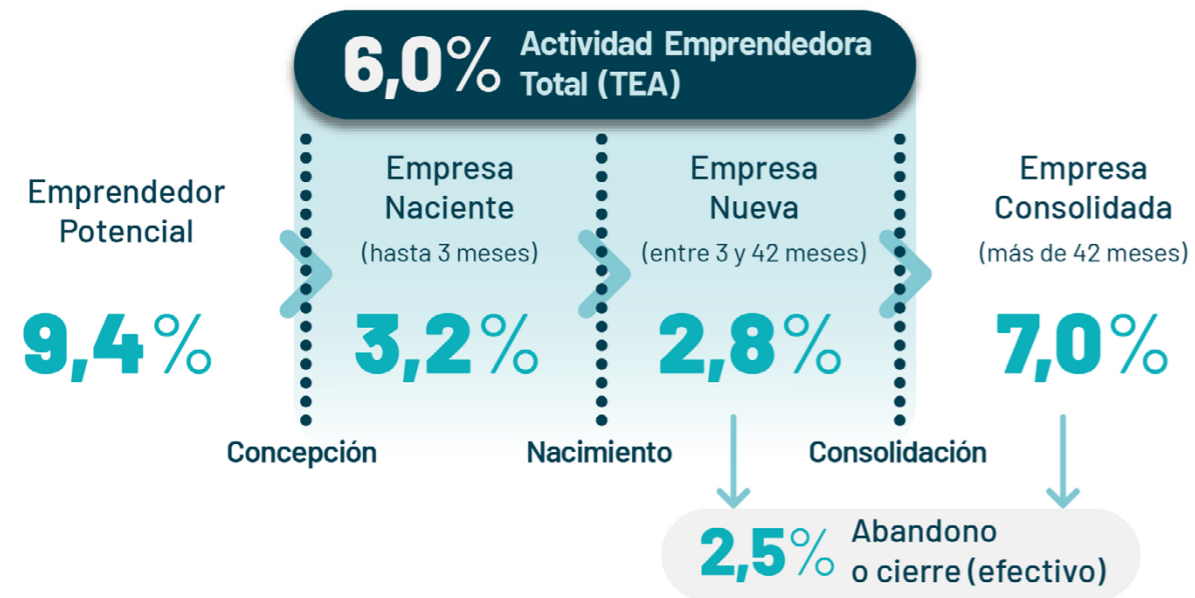 6,0% Actividad Emprendedora
Total (TEA)
Emprendedor
Potencial
9,4%
Empresa
Naciente
(hasta 3 meses)
3,2%
Empresa
Nueva
(entre 3 y 42 meses)
2,8%
Empresa
Consolidada
(más de 42 meses)
7,0%
Concepción
Nacimiento
Consolidación
2,5% Abandono
o cierre (efectivo)